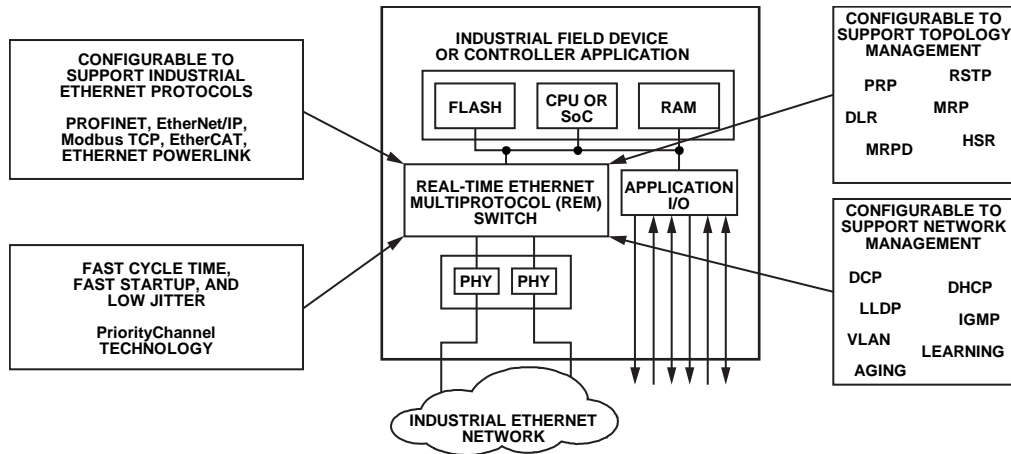 CONFIGURABLE TO
SUPPORT INDUSTRIAL
ETHERNET PROTOCOLS
PROFINET, EtherNet/IP,
Modbus TCP, EtherCAT,
ETHERNET POWERLINK
FAST CYCLE TIME,
FAST STARTUP, AND
LOW JITTER
PriorityChannel
TECHNOLOGY
INDUSTRIAL FIELD DEVICE
OR CONTROLLER APPLICATION
FLASH
CPU OR
SoC
RAM
REAL-TIME ETHERNET
MULTIPROTOCOL (REM)
SWITCH
APPLICATION
I/O
PHY
PHY
INDUSTRIAL ETHERNET
NETWORK
CONFIGURABLE TO
SUPPORT TOPOLOGY
MANAGEMENT
PRP
RSTP
DLR
MRP
MRPD
HSR
CONFIGURABLE TO
SUPPORT NETWORK
MANAGEMENT
DCP
DHCP
LLDP
IGMP
VLAN
LEARNING
AGING